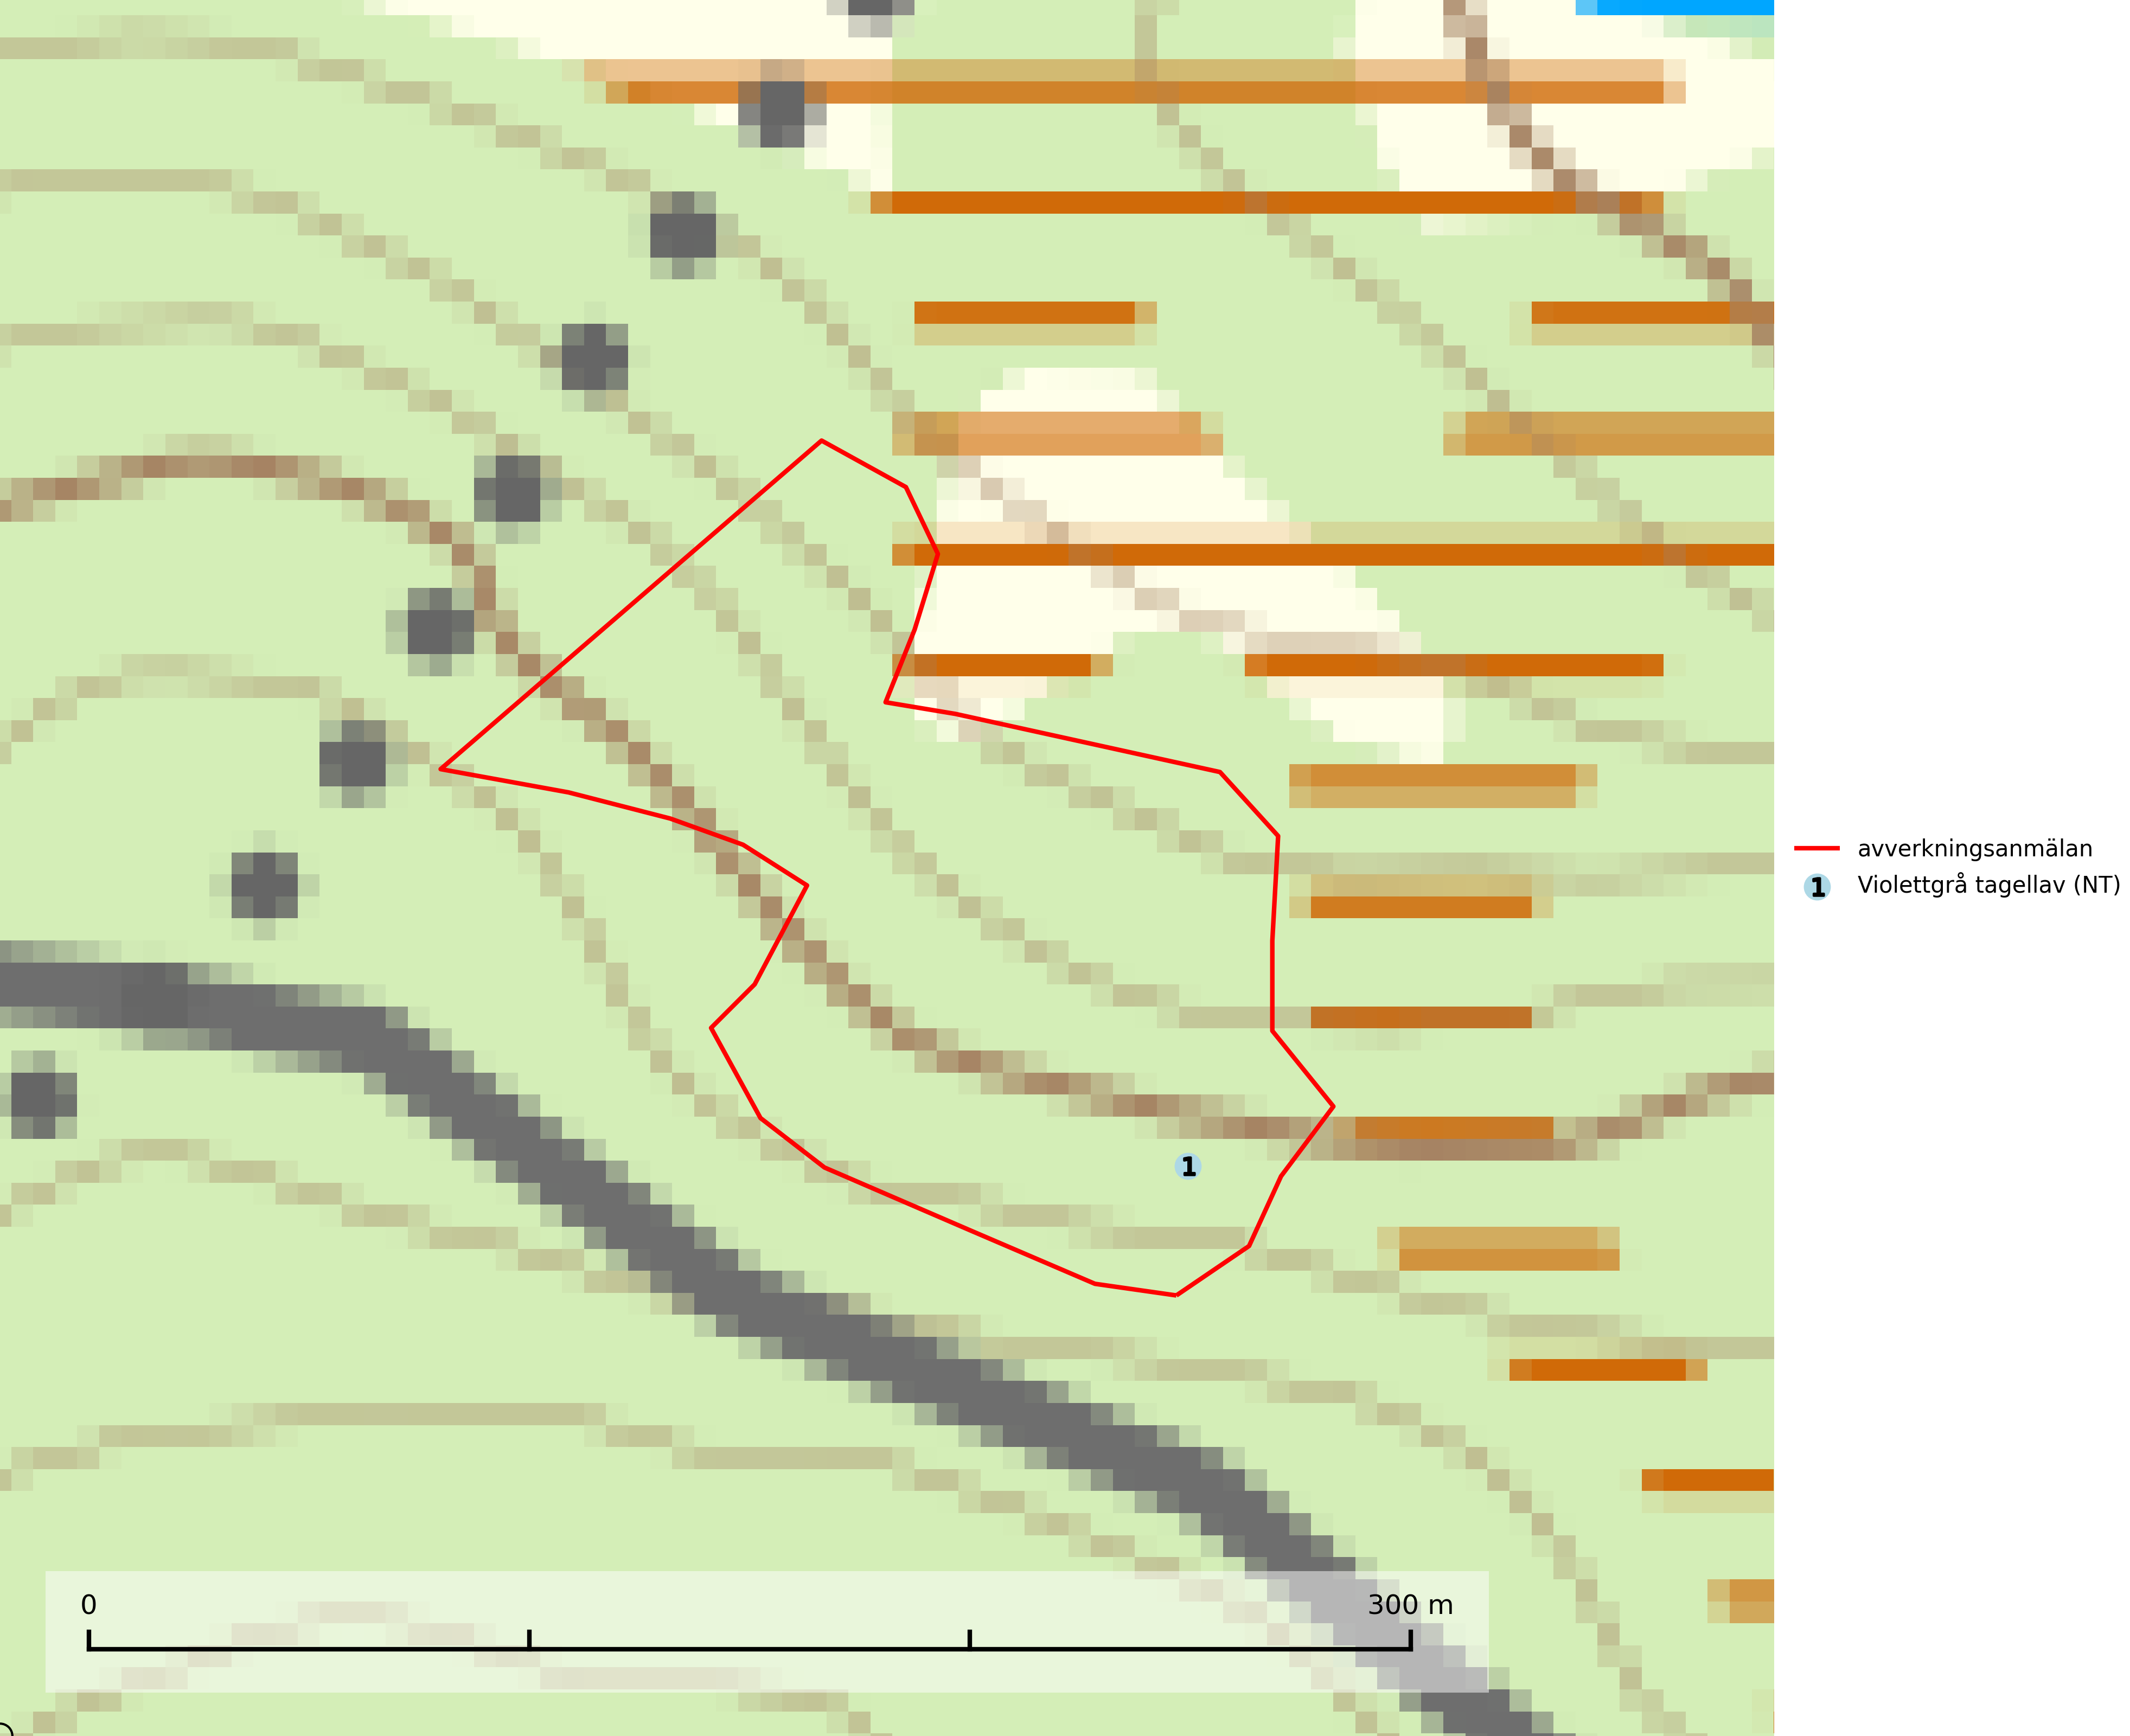 avverkningsanmälan
1 Violettgrå tagellav (NT)
1
0 300 m